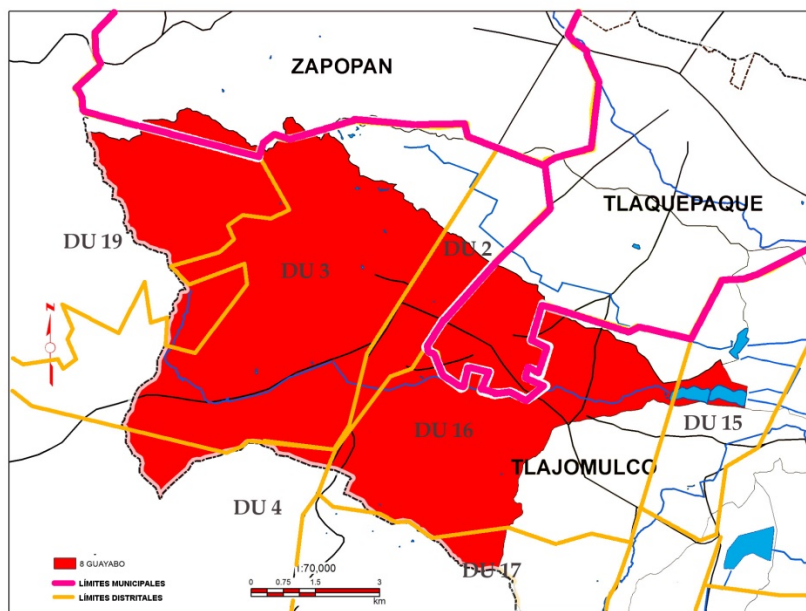 ZAPOPAN
TLAQUEPAQUE
DU 19
DU 3
DU 2
DU 16
DU 15
TLAJOMULCO
DU 4
DU 17
N
8 GUAYABO
LÍMITES MUNICIPALES
LÍMITES DISTRITALES
1:70,000
0 0.75 1.5 3
km